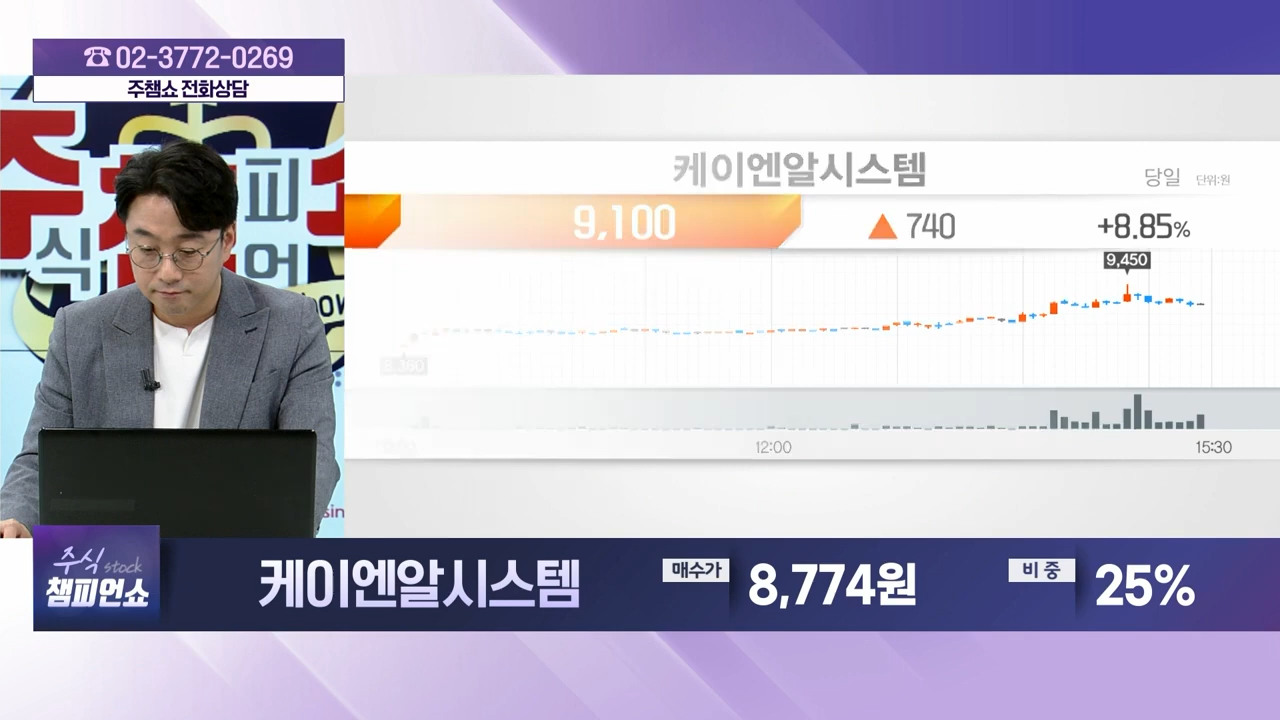 ☎02-3772-0269
주챔쇼 전화상담
케이엔알시스템
당일 단위:원
9,100 ▲ 740 +8.85%
9,450
8,360
12:00 15:30
주식 stock
챔피언쇼
케이엔알시스템 매수가 8,774원 비중 25%